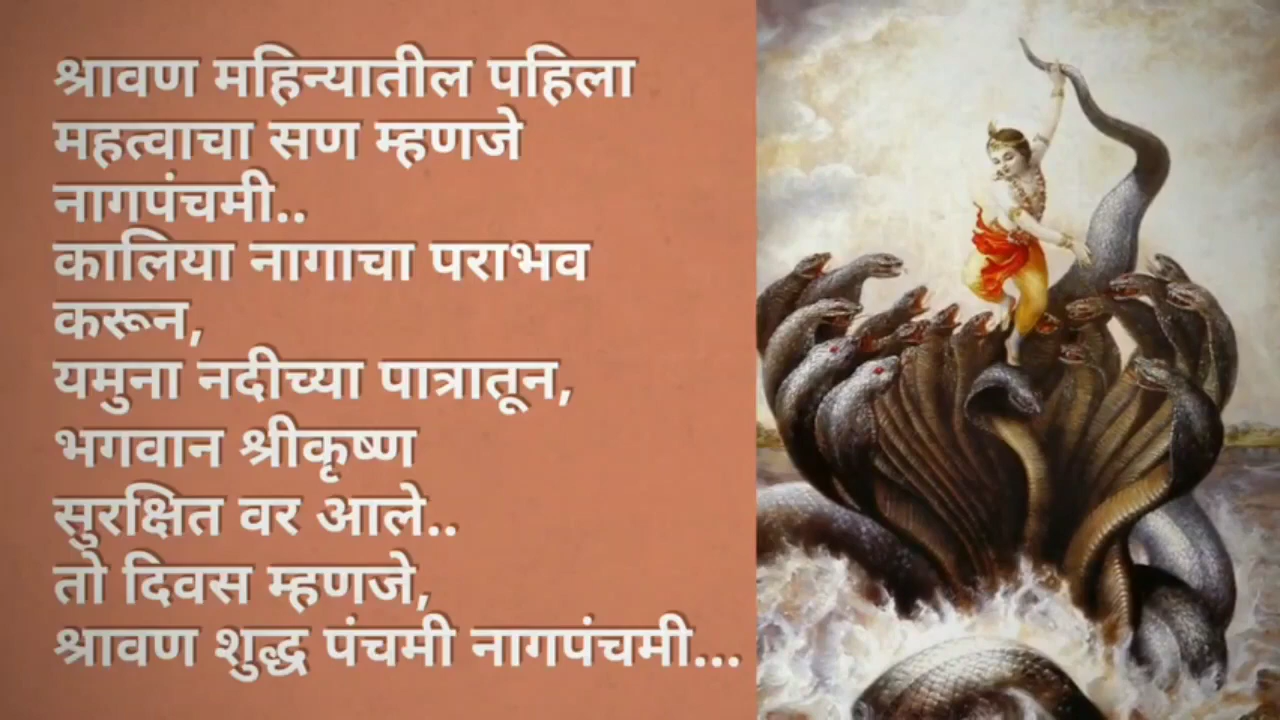 श्रावण महिन्यातील पहिला
महत्वाचा सण म्हणजे
नागपंचमी..
कालिया नागाचा पराभव
करून,
यमुना नदीच्या पात्रातून,
भगवान श्रीकृष्ण
सुरक्षित वर आले..
तो दिवस म्हणजे,
श्रावण शुद्ध पंचमी नागपंचमी...